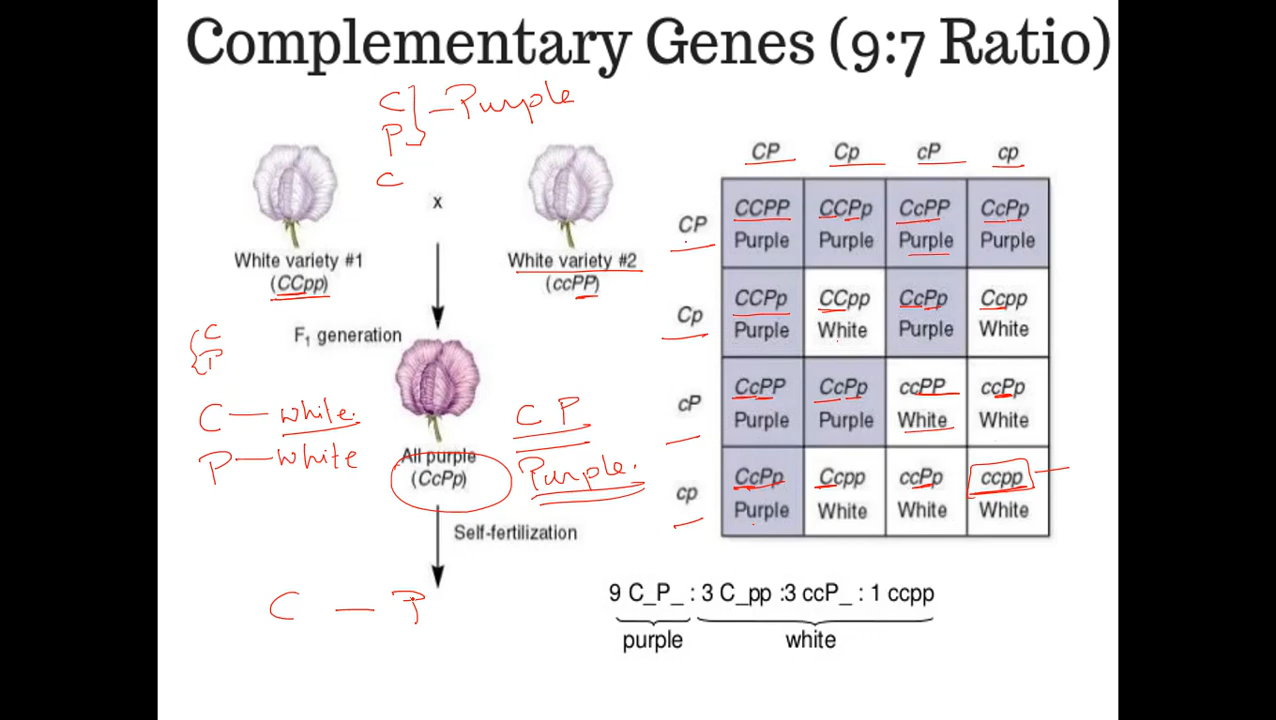 Complementary Genes (9:7 Ratio)
C
P
} – Purple
C
x
White variety #1
(CCpp)
White variety #2
(ccPP)
F1 generation
C
P
C — white.
P — white
C P
Purple.
All purple
(CcPp)
Self-fertilization
C — P
CP Cp cP cp
CP
CCPP CCPp CcPP CcPp
Purple Purple Purple Purple
Cp
CCPp CCpp CcPp Ccpp
Purple White Purple White
cP
CcPP CcPp ccPP ccPp
Purple Purple White White
cp
CcPp Ccpp ccPp ccpp
Purple White White White
9 C_P_ : 3 C_pp :3 ccP_ : 1 ccpp
purple white